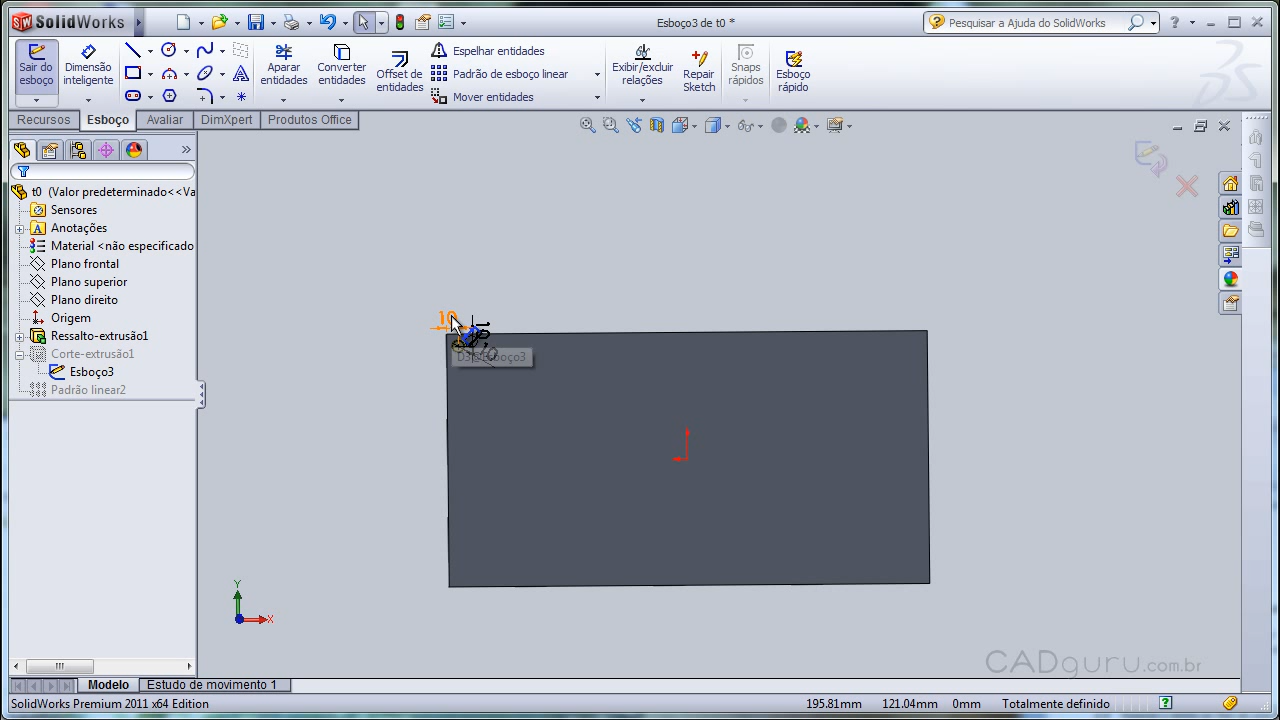 SolidWorks
Esboço3 de t0 *
Pesquisar a Ajuda do SolidWorks
Sair do esboço
Dimensão inteligente
Aparar entidades
Converter entidades
Offset de entidades
Espelhar entidades
Padrão de esboço linear
Mover entidades
Exibir/excluir relações
Repair Sketch
Snaps rápidos
Esboço rápido
Recursos
Esboço
Avaliar
DimXpert
Produtos Office
t0 (Valor predeterminado<<Va
Sensores
Anotações
Material <não especificado
Plano frontal
Plano superior
Plano direito
Origem
Ressalto-extrusão1
Corte-extrusão1
Esboço3
Padrão linear2
10
D3@Esboço3
Y
X
CADguru.com.br
Modelo
Estudo de movimento 1
SolidWorks Premium 2011 x64 Edition
195.81mm
121.04mm
0mm
Totalmente definido